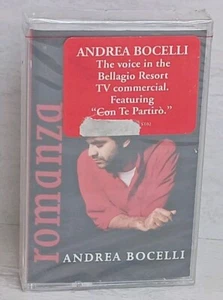 ANDREA BOCELLI
The voice in the
Bellagio Resort
TV commercial.
Featuring
"Con Te Partirò."
romanza
ANDREA BOCELLI